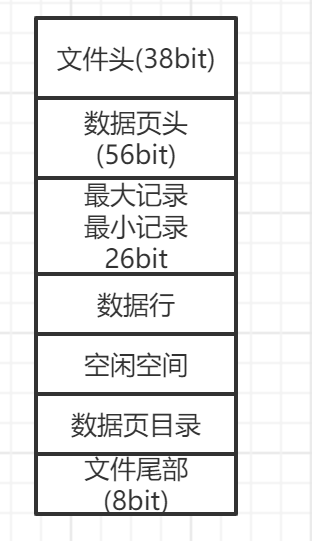 文件头(38bit)
数据页头
(56bit)
最大记录
最小记录
26bit
数据行
空闲空间
数据页目录
文件尾部
(8bit)